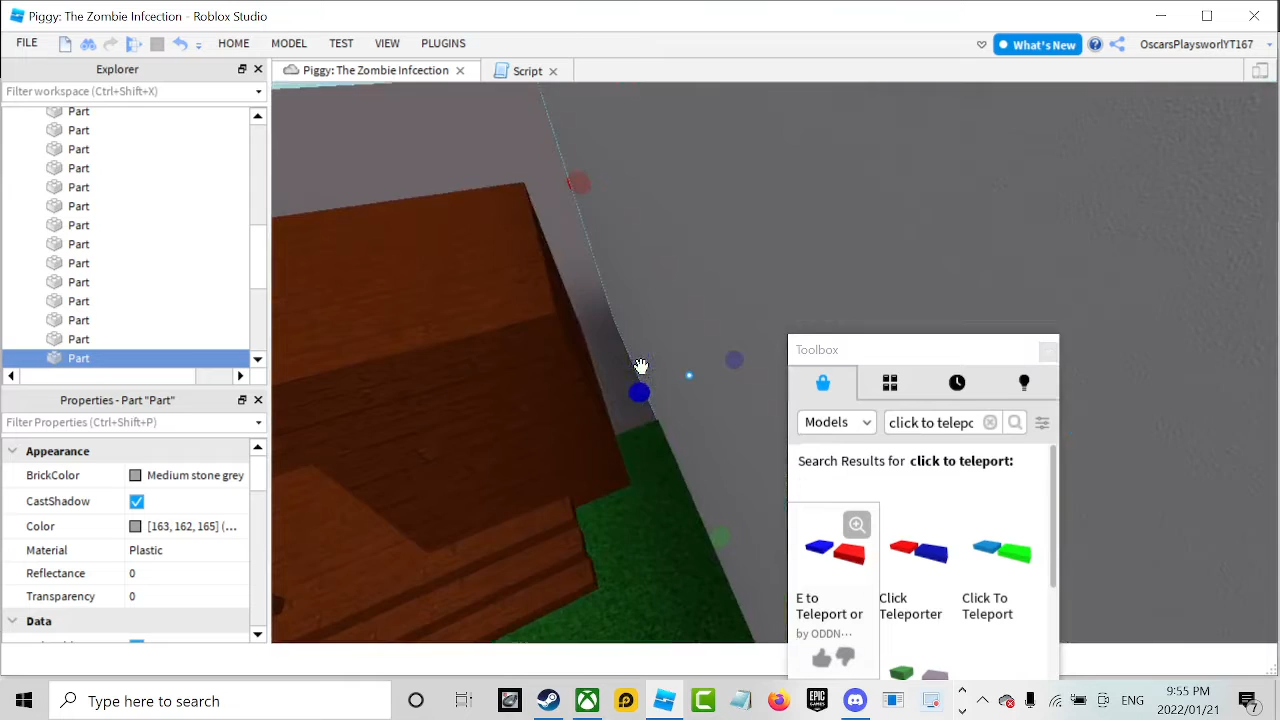 Piggy: The Zombie Infection - Roblox Studio
FILE HOME MODEL TEST VIEW PLUGINS What's New OscarsPlaysworlYT167
Explorer
Piggy: The Zombie Infcection
Script
Filter workspace (Ctrl+Shift+X)
Part
Part
Part
Part
Part
Part
Part
Part
Part
Part
Part
Part
Part
Part
Properties - Part "Part"
Filter Properties (Ctrl+Shift+P)
Appearance
BrickColor Medium stone grey
CastShadow
Color [163, 162, 165] (...
Material Plastic
Reflectance 0
Transparency 0
Data
Toolbox
Models click to telepo
Search Results for click to teleport:
E to Teleport or
by ODDN...
Click Teleporter
Click To Teleport
Type here to search
ENG
9:55 PM
2022/01/21
7